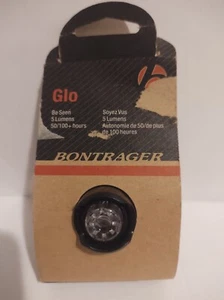 Glo
Be Seen
5 Lumens
50/100+ hours
Soyez Vus
5 Lumens
Autonomie de 50/de plus
de 100 heures
BONTRAGER